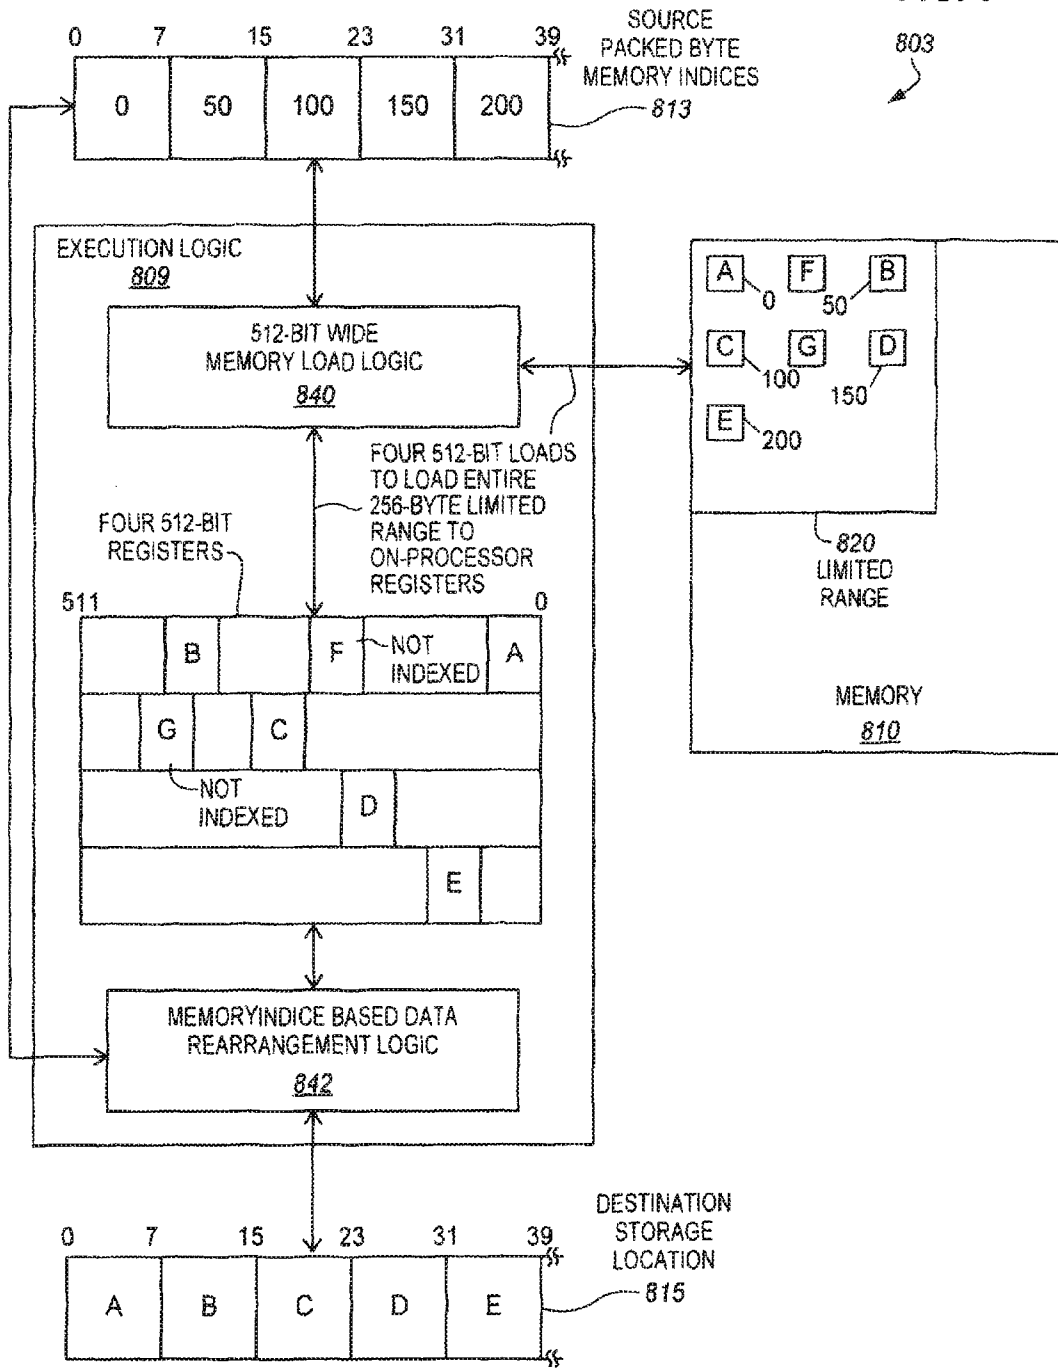 SOURCE
PACKED BYTE
MEMORY INDICES
813
803
0 7 15 23 31 39
0 50 100 150 200
EXECUTION LOGIC
809
512-BIT WIDE
MEMORY LOAD LOGIC
840
A F B
0 50
C G D
100 150
E
200
820
LIMITED
RANGE
MEMORY
810
FOUR 512-BIT LOADS
TO LOAD ENTIRE
256-BYTE LIMITED
RANGE TO
ON-PROCESSOR
REGISTERS
FOUR 512-BIT
REGISTERS
511 0
B F NOT INDEXED A
G C
NOT
INDEXED
D
E
MEMORYINDICE BASED DATA
REARRANGEMENT LOGIC
842
DESTINATION
STORAGE
LOCATION
815
0 7 15 23 31 39
A B C D E